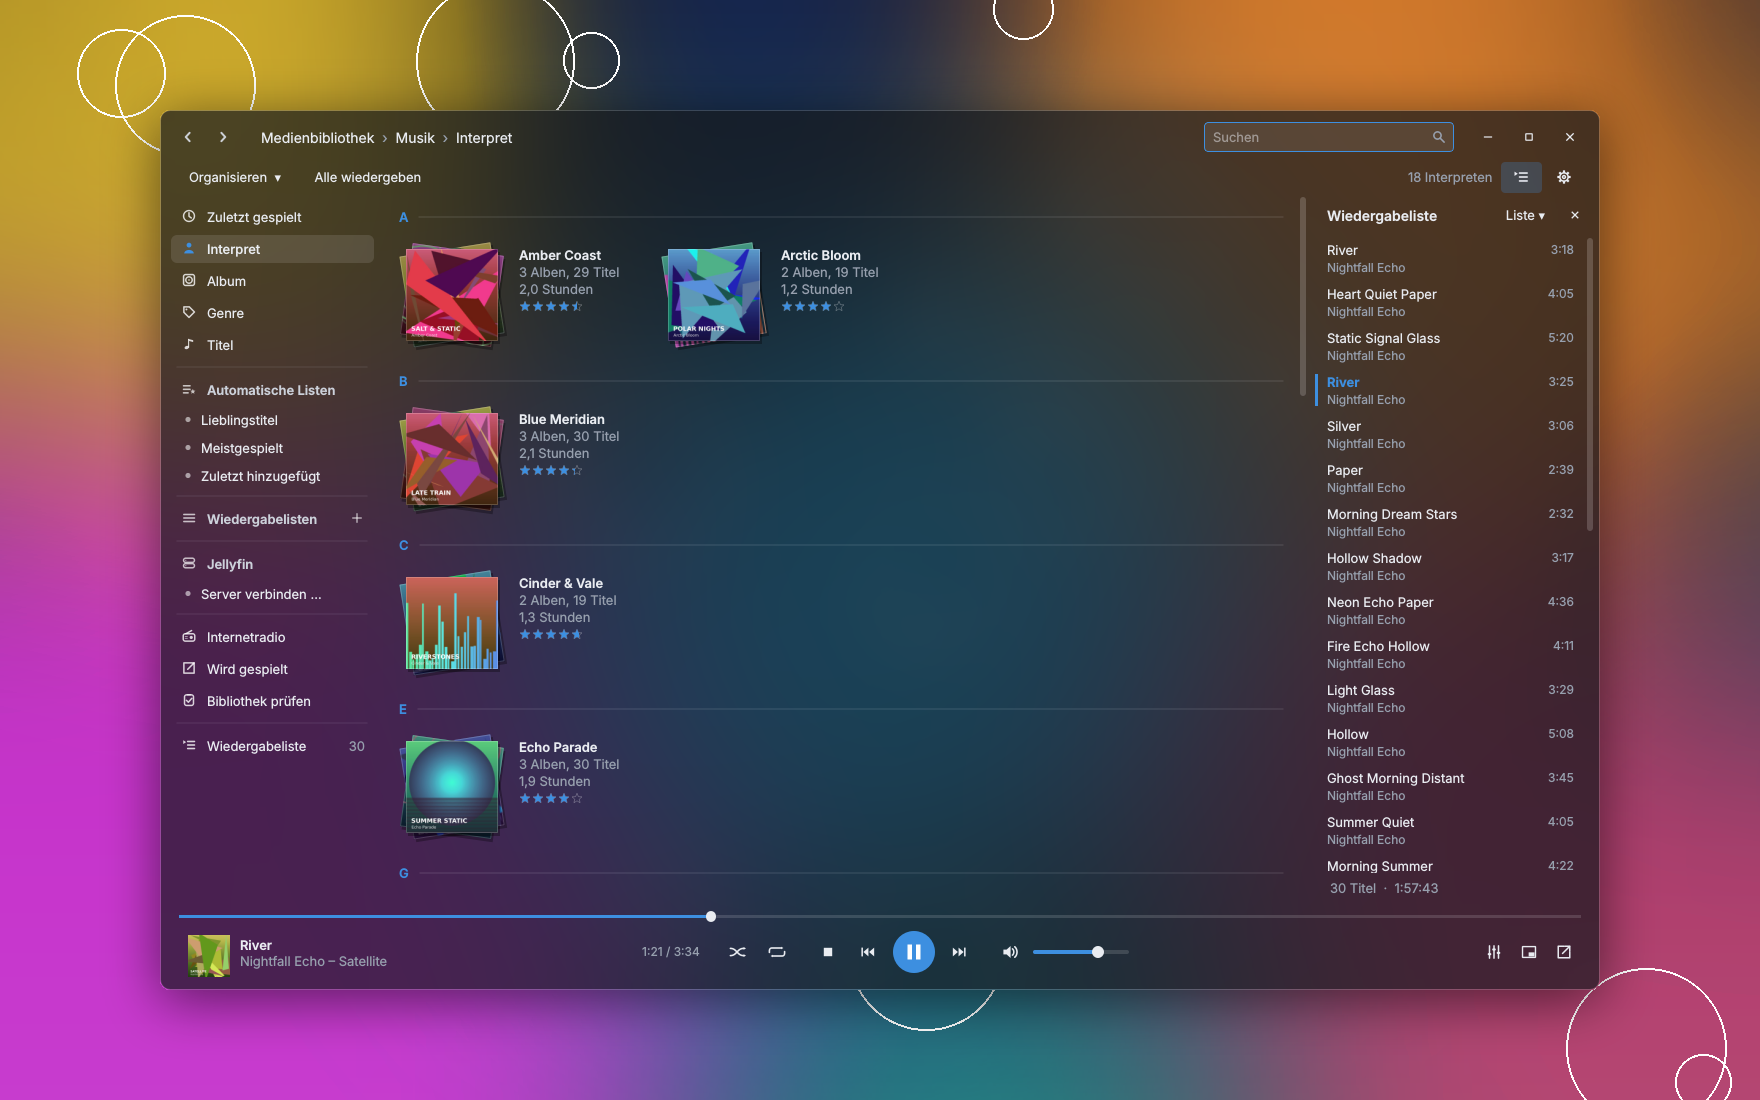 Medienbibliothek › Musik › Interpret
Suchen
Organisieren ▾ Alle wiedergeben
18 Interpreten
Zuletzt gespielt
Interpret
Album
Genre
Titel
Automatische Listen
Lieblingstitel
Meistgespielt
Zuletzt hinzugefügt
Wiedergabelisten +
Jellyfin
Server verbinden ...
Internetradio
Wird gespielt
Bibliothek prüfen
Wiedergabeliste 30
A
SALT & STATIC
Amber Coast
Amber Coast
3 Alben, 29 Titel
2,0 Stunden
POLAR NIGHTS
Arctic Bloom
Arctic Bloom
2 Alben, 19 Titel
1,2 Stunden
B
LATE TRAIN
Blue Meridian
Blue Meridian
3 Alben, 30 Titel
2,1 Stunden
C
RIVERSTONES
Cinder & Vale
2 Alben, 19 Titel
1,3 Stunden
E
SUMMER STATIC
Echo Parade
Echo Parade
3 Alben, 30 Titel
1,9 Stunden
G
Wiedergabeliste Liste ▾
River 3:18
Nightfall Echo
Heart Quiet Paper 4:05
Nightfall Echo
Static Signal Glass 5:20
Nightfall Echo
River 3:25
Nightfall Echo
Silver 3:06
Nightfall Echo
Paper 2:39
Nightfall Echo
Morning Dream Stars 2:32
Nightfall Echo
Hollow Shadow 3:17
Nightfall Echo
Neon Echo Paper 4:36
Nightfall Echo
Fire Echo Hollow 4:11
Nightfall Echo
Light Glass 3:29
Nightfall Echo
Hollow 5:08
Nightfall Echo
Ghost Morning Distant 3:45
Nightfall Echo
Summer Quiet 4:05
Nightfall Echo
Morning Summer 4:22
30 Titel · 1:57:43
River
Nightfall Echo – Satellite
1:21 / 3:34